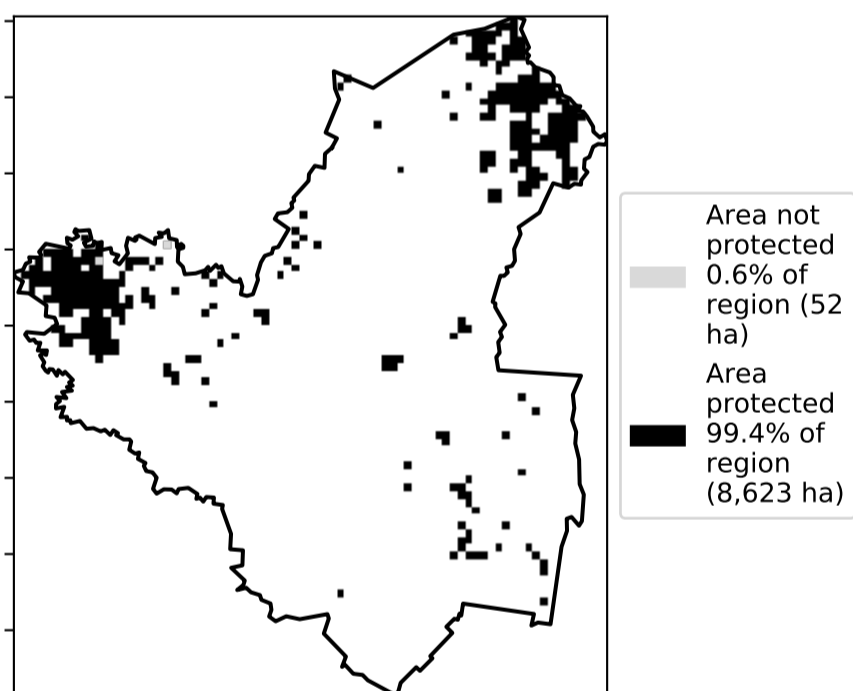 Area not
protected
0.6% of
region (52
ha)
Area
protected
99.4% of
region
(8,623 ha)